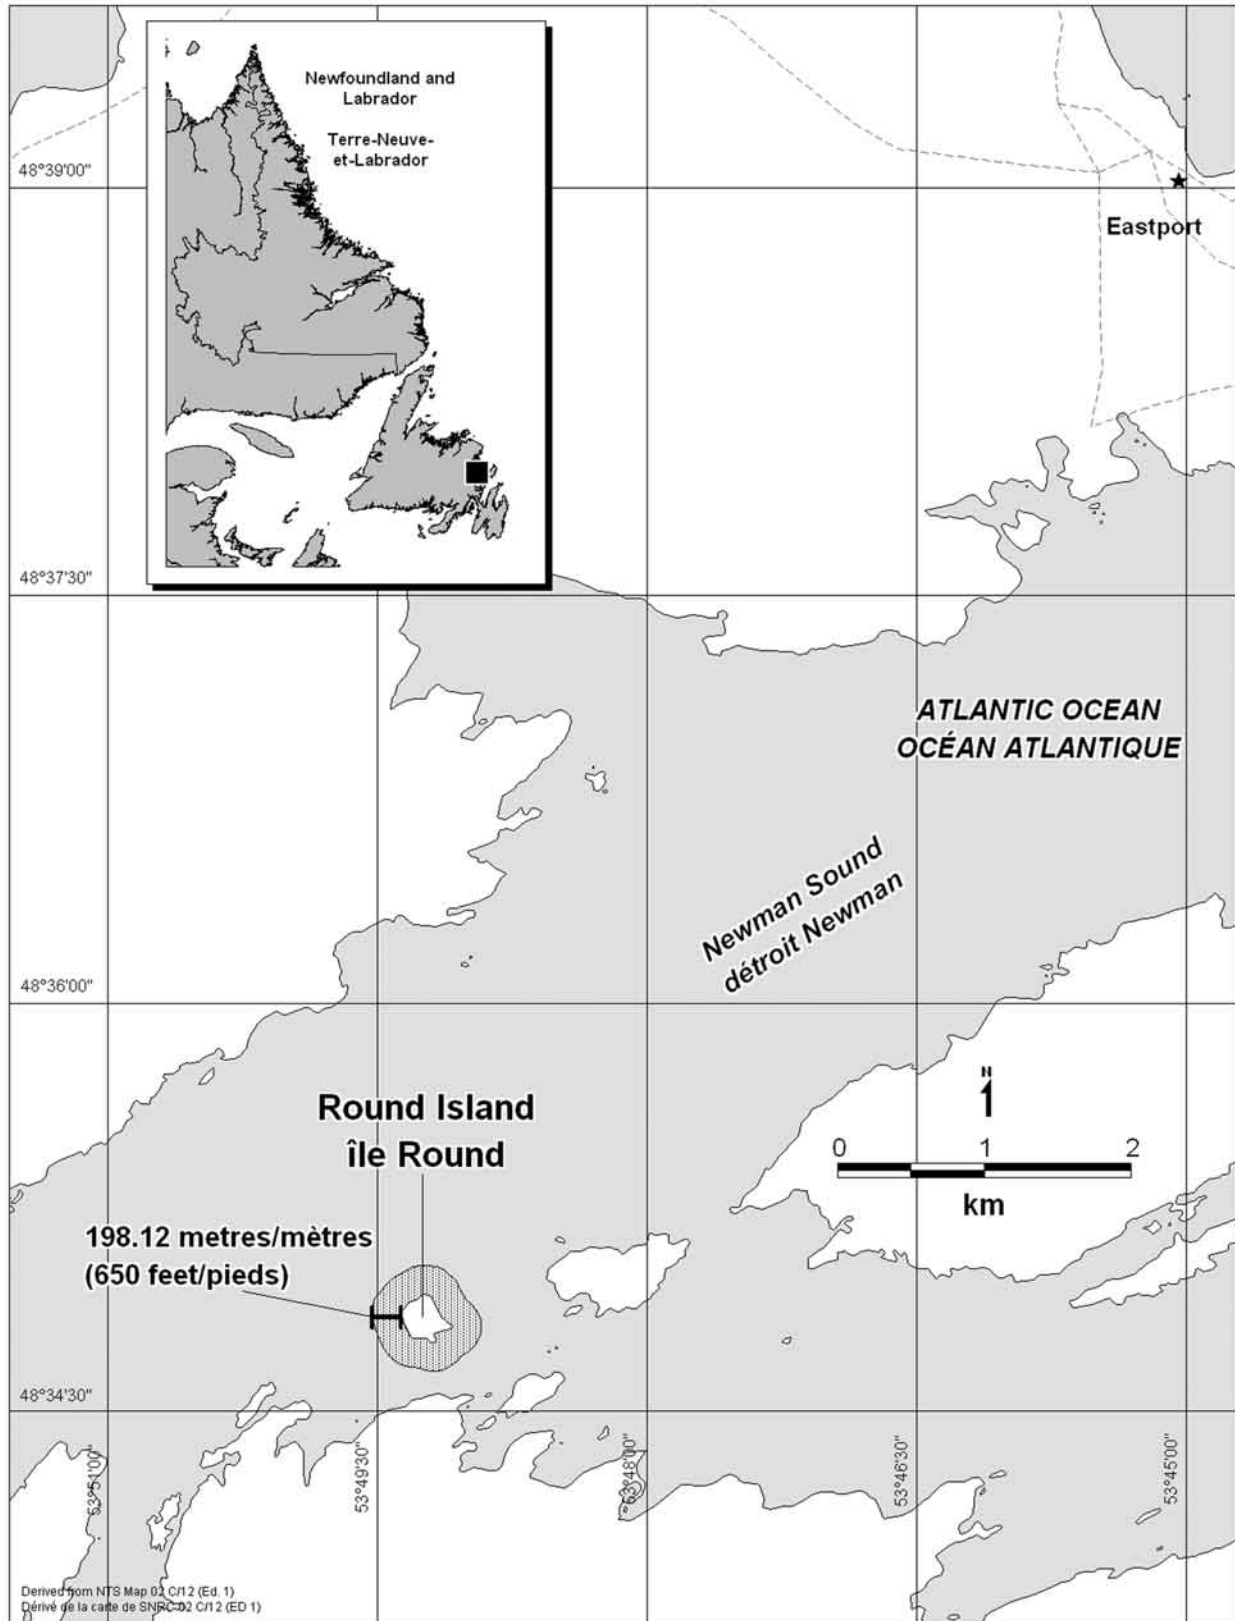 Newfoundland and
Labrador
Terre-Neuve-
et-Labrador
48°39'00"
Eastport
48°37'30"
ATLANTIC OCEAN
OCÉAN ATLANTIQUE
Newman Sound
détroit Newman
48°36'00"
N
Round Island
île Round
0 1 2
km
198.12 metres/mètres
(650 feet/pieds)
48°34'30"
53°51'00"
53°49'30"
53°48'00"
53°46'30"
53°45'00"
Derived from NTS Map 02 C/12 (Ed. 1)
Dérivé de la carte de SNRC 02 C/12 (ED 1)